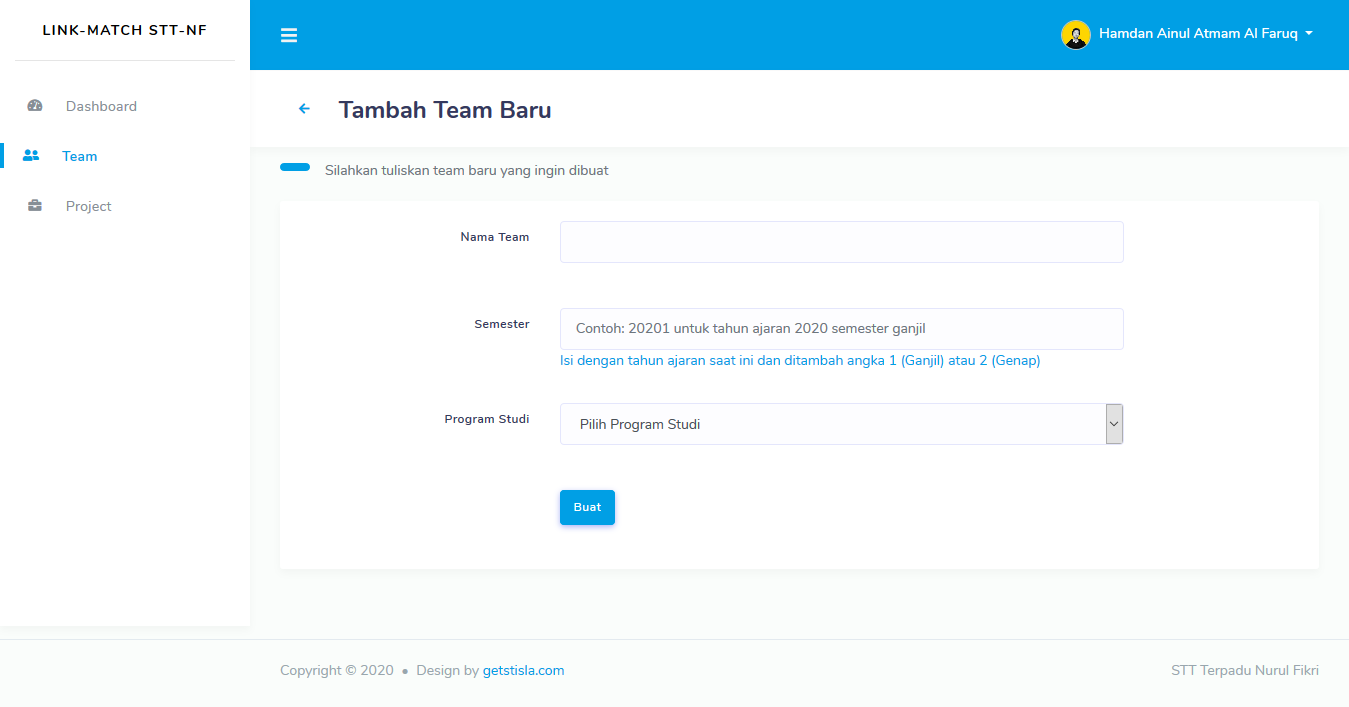 LINK-MATCH STT-NF
Hamdan Ainul Atmam Al Faruq
Dashboard
Team
Project
Tambah Team Baru
Silahkan tuliskan team baru yang ingin dibuat
Nama Team
Semester
Contoh: 20201 untuk tahun ajaran 2020 semester ganjil
Isi dengan tahun ajaran saat ini dan ditambah angka 1 (Ganjil) atau 2 (Genap)
Program Studi
Pilih Program Studi
Buat
Copyright © 2020 • Design by getstisla.com
STT Terpadu Nurul Fikri